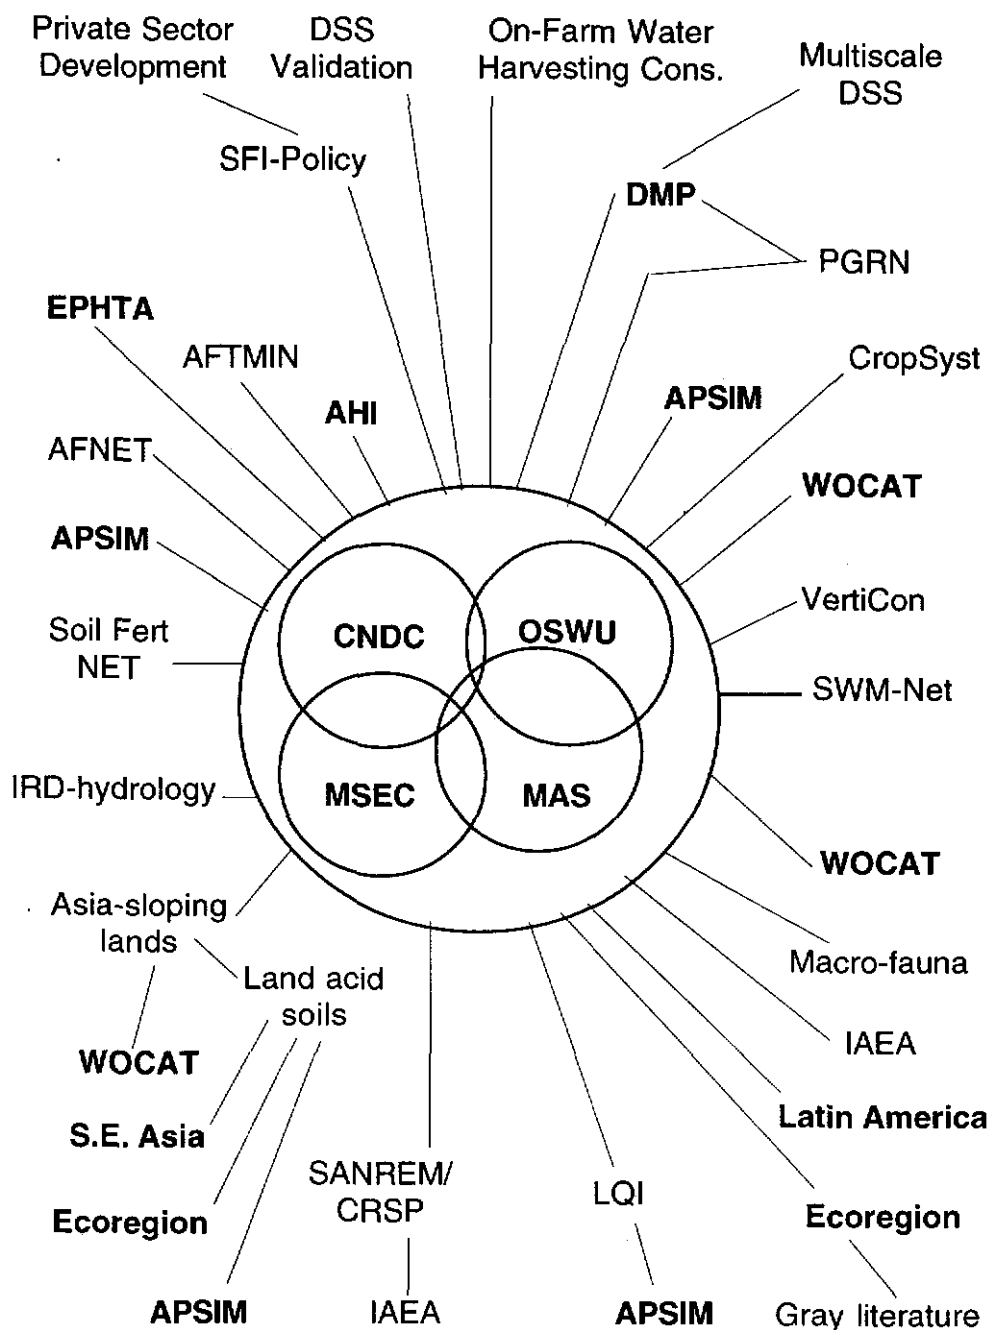 Private Sector
Development
DSS
Validation
On-Farm Water
Harvesting Cons.
Multiscale
DSS
SFI-Policy
DMP
PGRN
EPHTA
AFTMIN
CropSyst
AHI
APSIM
AFNET
WOCAT
APSIM
VertiCon
Soil Fert
NET
CNDC
OSWU
SWM-Net
IRD-hydrology
MSEC
MAS
WOCAT
Asia-sloping
lands
Macro-fauna
Land acid
soils
IAEA
WOCAT
Latin America
S.E. Asia
SANREM/
CRSP
LQI
Ecoregion
Ecoregion
APSIM
IAEA
APSIM
Gray literature